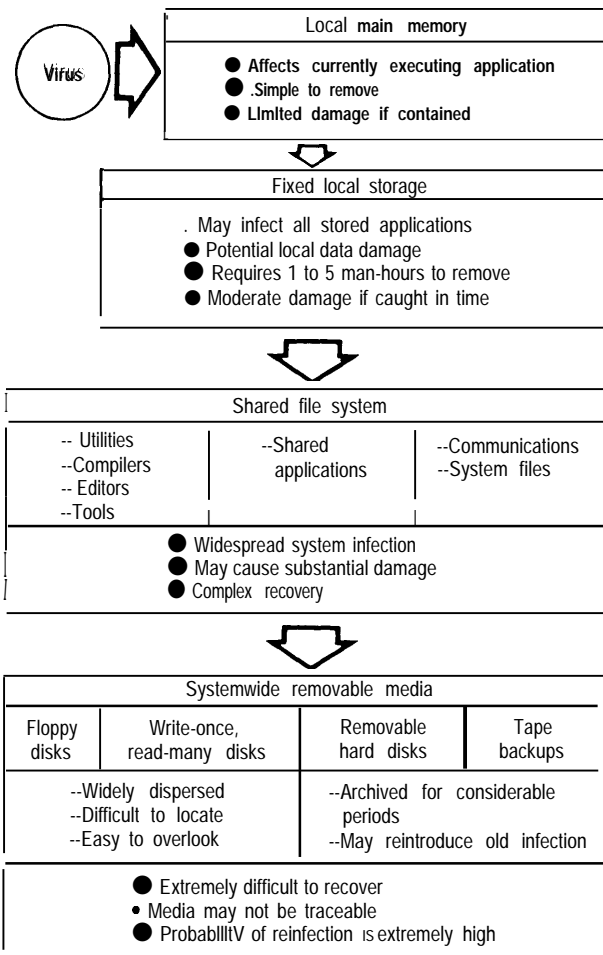 Virus
Local main memory
● Affects currently executing application
● .Simple to remove
● LImIted damage if contained
Fixed local storage
. May infect all stored applications
● Potential local data damage
● Requires 1 to 5 man-hours to remove
● Moderate damage if caught in time
Shared file system
-- Utilities
--Compilers
-- Editors
--Tools
--Shared
applications
--Communications
--System files
● Widespread system infection
● May cause substantial damage
● Complex recovery
Systemwide removable media
Floppy
disks
Write-once,
read-many disks
Removable
hard disks
Tape
backups
--Widely dispersed
--Difficult to locate
--Easy to overlook
--Archived for considerable
periods
--May reintroduce old infection
● Extremely difficult to recover
• Media may not be traceable
● ProbabIlItV of reinfection IS extremely high